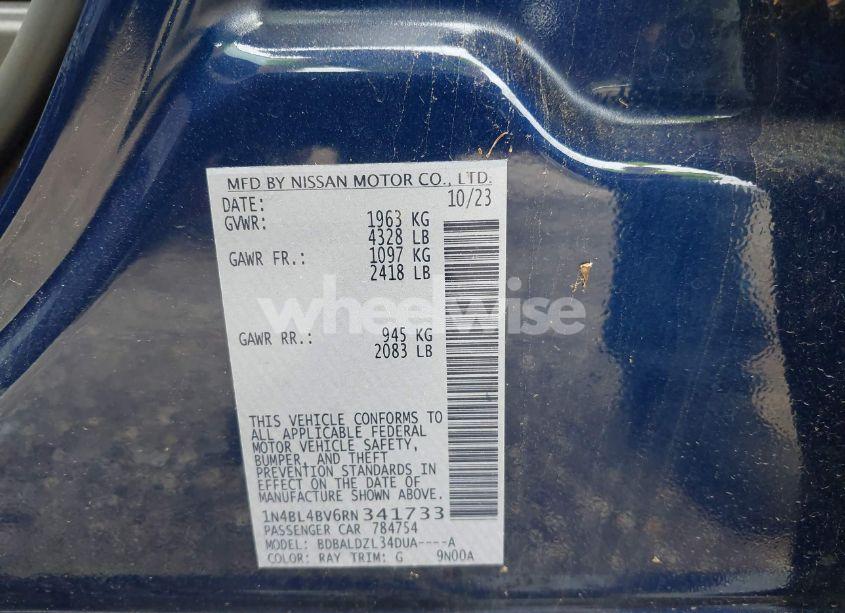 MFD BY NISSAN MOTOR CO., LTD.
DATE: 10/23
GVWR: 1963 KG
4328 LB
GAWR FR.: 1097 KG
2418 LB
wheelwise
GAWR RR.: 945 KG
2083 LB
THIS VEHICLE CONFORMS TO
ALL APPLICABLE FEDERAL
MOTOR VEHICLE SAFETY,
BUMPER, AND THEFT
PREVENTION STANDARDS IN
EFFECT ON THE DATE OF
MANUFACTURE SHOWN ABOVE.
1N4BL4BV6RN341733
PASSENGER CAR 784754
MODEL: BDBALDZL34DUA----A
COLOR: RAY TRIM: G 9N00A